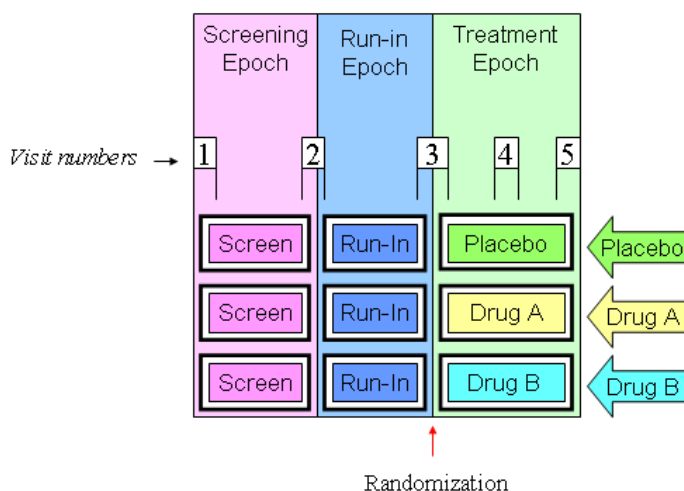 Screening Epoch
Run-in Epoch
Treatment Epoch
Visit numbers → 1 2 3 4 5
Screen Run-In Placebo Placebo
Screen Run-In Drug A Drug A
Screen Run-In Drug B Drug B
Randomization